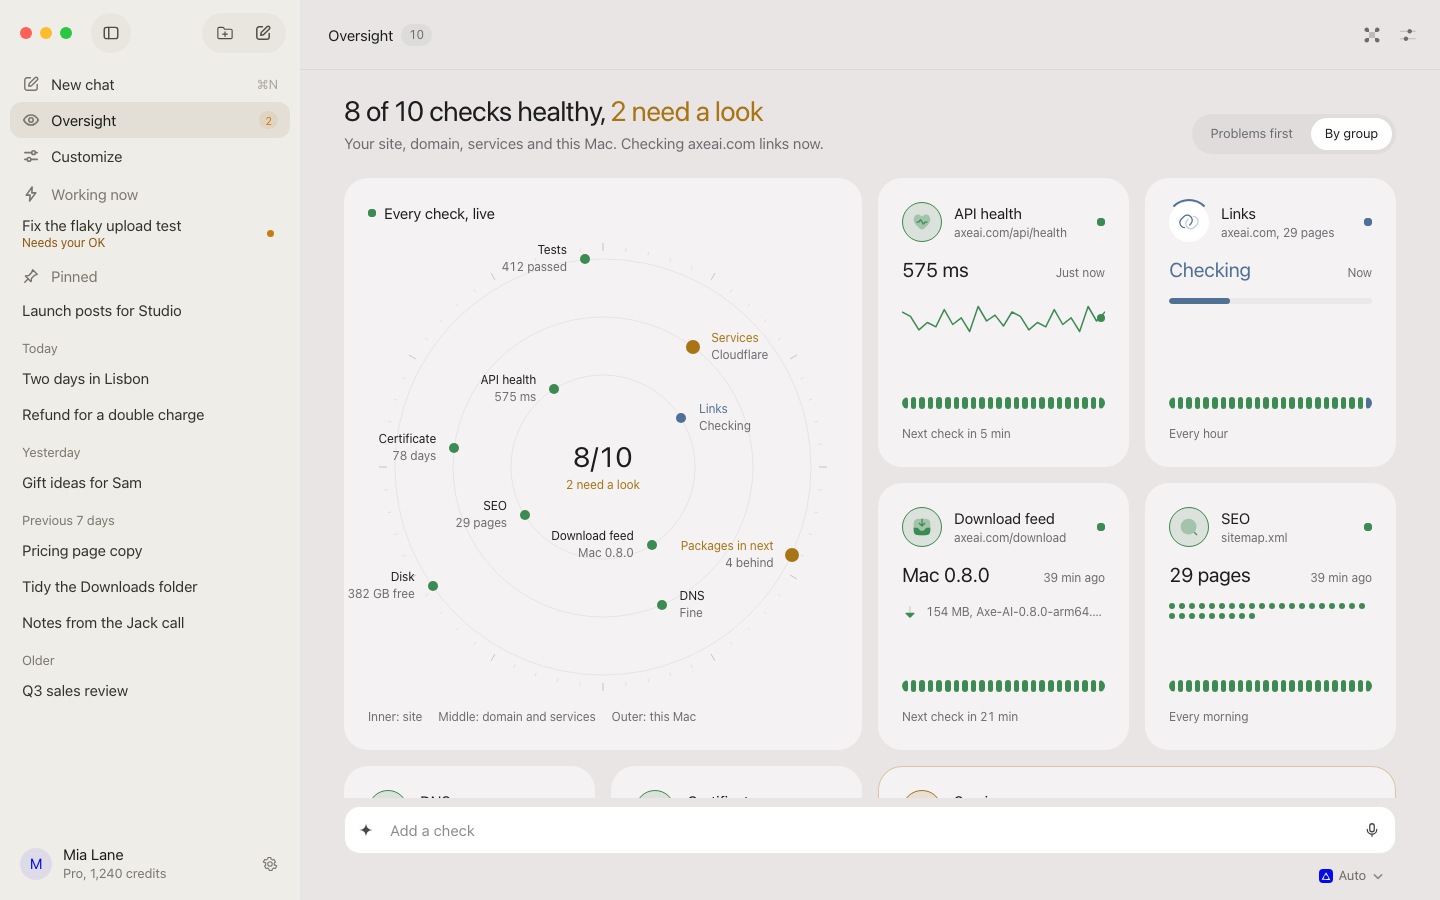 New chat
⌘N
Oversight
2
Customize
Working now
Fix the flaky upload test
Needs your OK
Pinned
Launch posts for Studio
Today
Two days in Lisbon
Refund for a double charge
Yesterday
Gift ideas for Sam
Previous 7 days
Pricing page copy
Tidy the Downloads folder
Notes from the Jack call
Older
Q3 sales review
M
Mia Lane
Pro, 1,240 credits
Oversight 10
8 of 10 checks healthy, 2 need a look
Your site, domain, services and this Mac. Checking axeai.com links now.
Problems first
By group
Every check, live
Tests
412 passed
Services
Cloudflare
API health
575 ms
Links
Checking
Certificate
78 days
8/10
2 need a look
SEO
29 pages
Download feed
Mac 0.8.0
Packages in next
4 behind
Disk
382 GB free
DNS
Fine
Inner: site
Middle: domain and services
Outer: this Mac
API health
axeai.com/api/health
575 ms
Just now
Next check in 5 min
Links
axeai.com, 29 pages
Checking
Now
Every hour
Download feed
axeai.com/download
Mac 0.8.0
39 min ago
154 MB, Axe-AI-0.8.0-arm64....
Next check in 21 min
SEO
sitemap.xml
29 pages
39 min ago
Every morning
Add a check
Auto